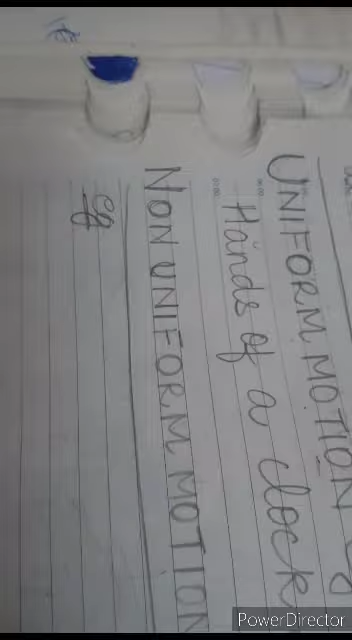 UNIFORM MOTION
Hands of a clock
NON UNIFORM MOTION
eg
PowerDirector